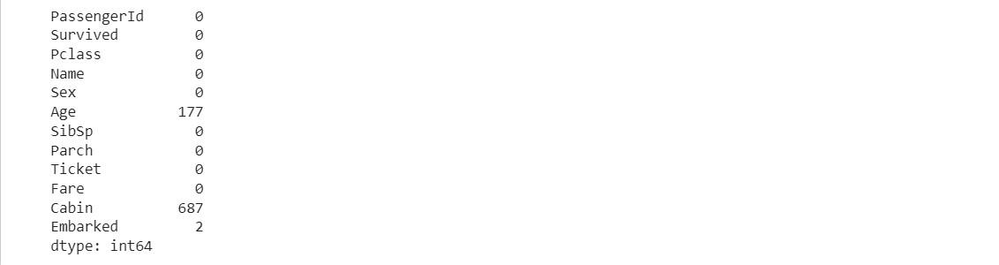 PassengerId 0
Survived 0
Pclass 0
Name 0
Sex 0
Age 177
SibSp 0
Parch 0
Ticket 0
Fare 0
Cabin 687
Embarked 2
dtype: int64